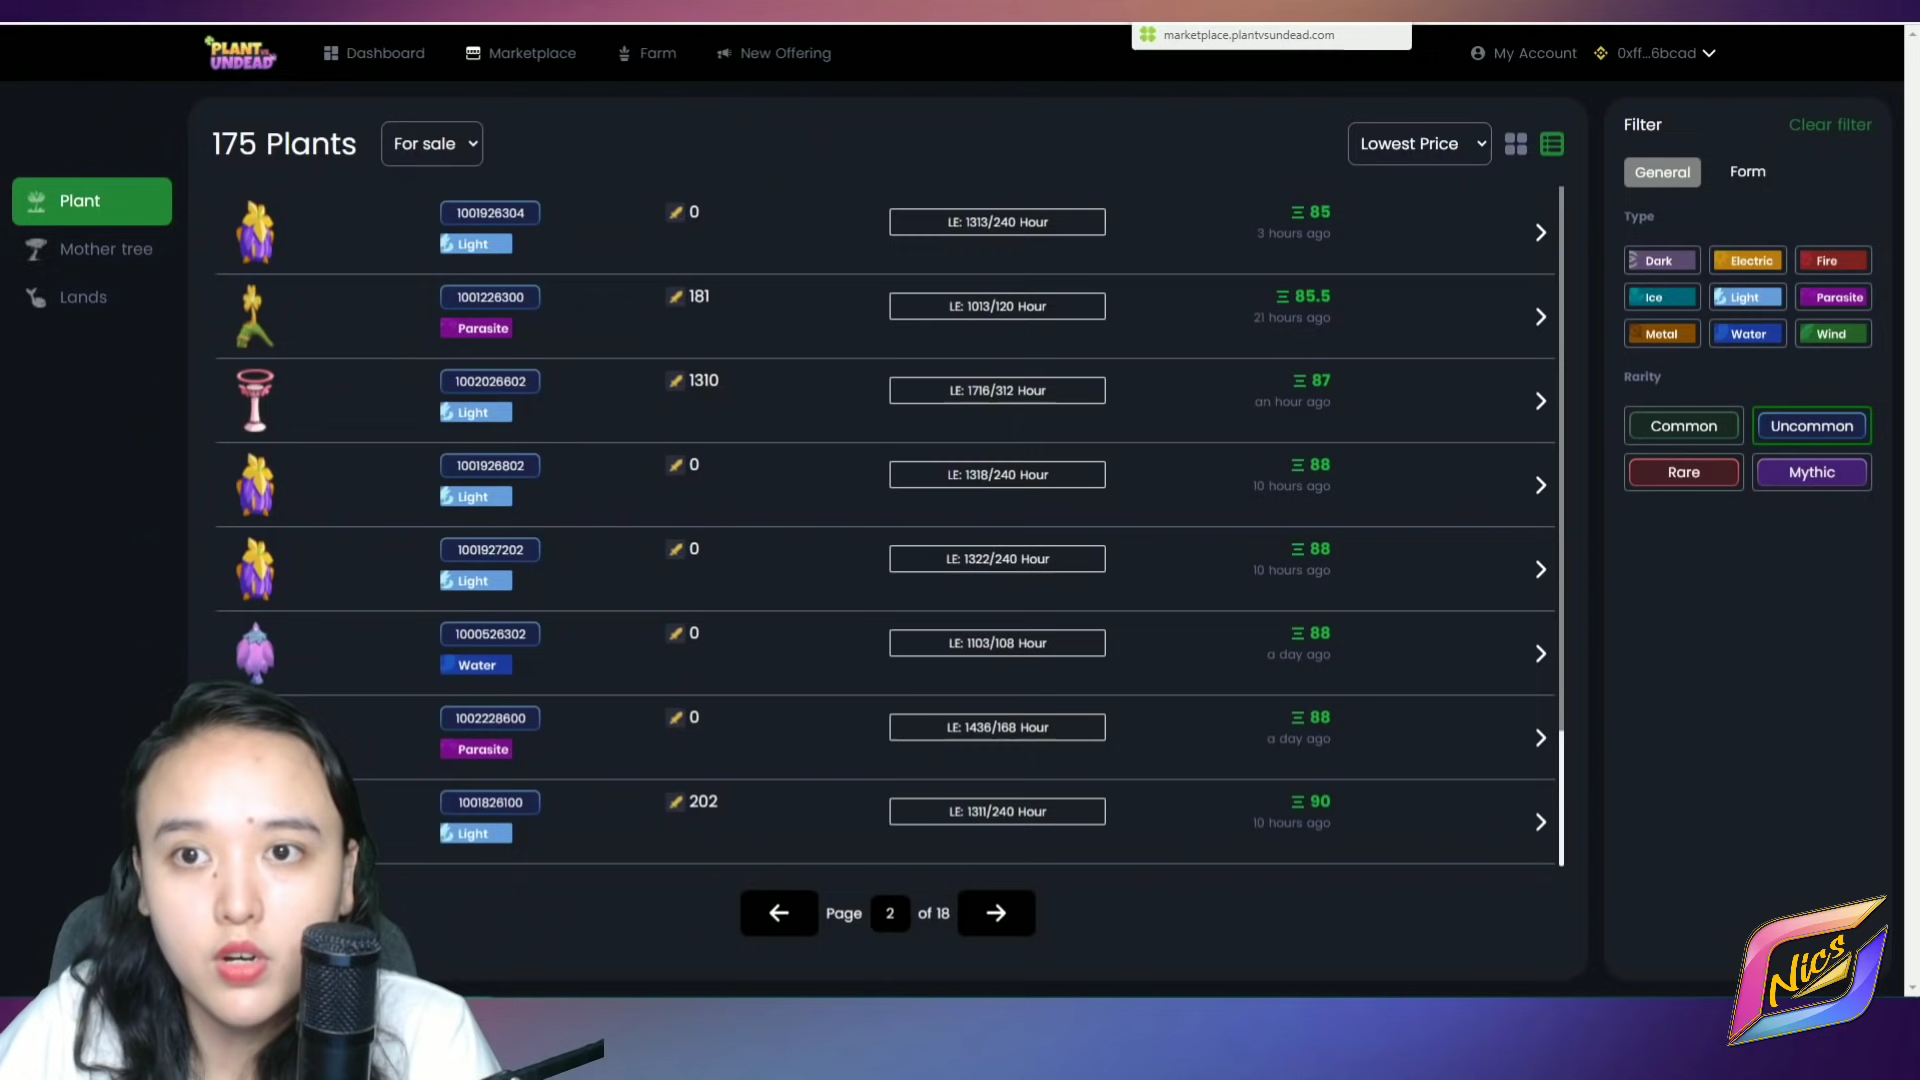 marketplace.plantvsundead.com
PLANT VS UNDEAD
Dashboard
Marketplace
Farm
New Offering
My Account
0xff...6bcad
Plant
Mother tree
Lands
175 Plants
For sale
Lowest Price
1001926304
Light
0
LE: 1313/240 Hour
85
3 hours ago
1001226300
Parasite
181
LE: 1013/120 Hour
85.5
21 hours ago
1002026602
Light
1310
LE: 1716/312 Hour
87
an hour ago
1001926802
Light
0
LE: 1318/240 Hour
88
10 hours ago
1001927202
Light
0
LE: 1322/240 Hour
88
10 hours ago
1000526302
Water
0
LE: 1103/108 Hour
88
a day ago
1002228600
Parasite
0
LE: 1436/168 Hour
88
a day ago
1001826100
Light
202
LE: 1311/240 Hour
90
10 hours ago
Page 2 of 18
Filter
Clear filter
General
Form
Type
Dark
Electric
Fire
Ice
Light
Parasite
Metal
Water
Wind
Rarity
Common
Uncommon
Rare
Mythic
Nics